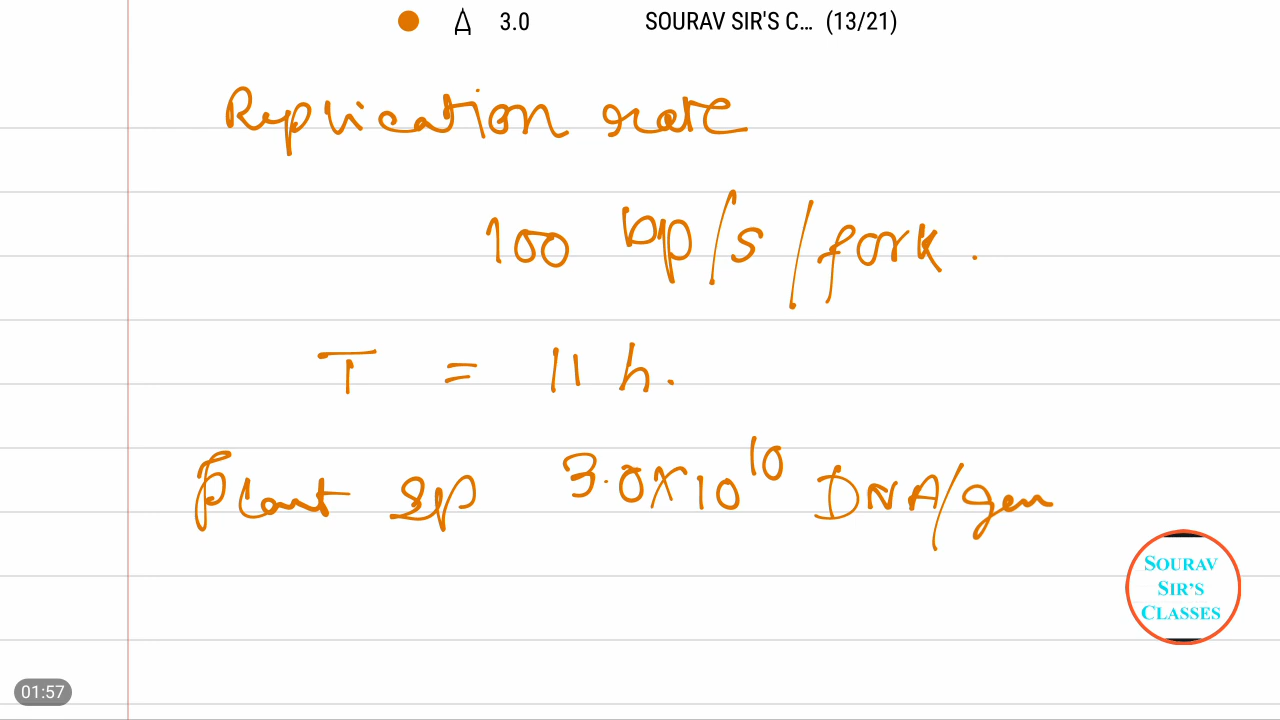 3.0 SOURAV SIR'S C... (13/21)
Replication rate
100 bp/s/fork.
T = 11 h.
Plant sp 3.0X10^10 DNA/gen
SOURAV
SIR'S
CLASSES
01:57